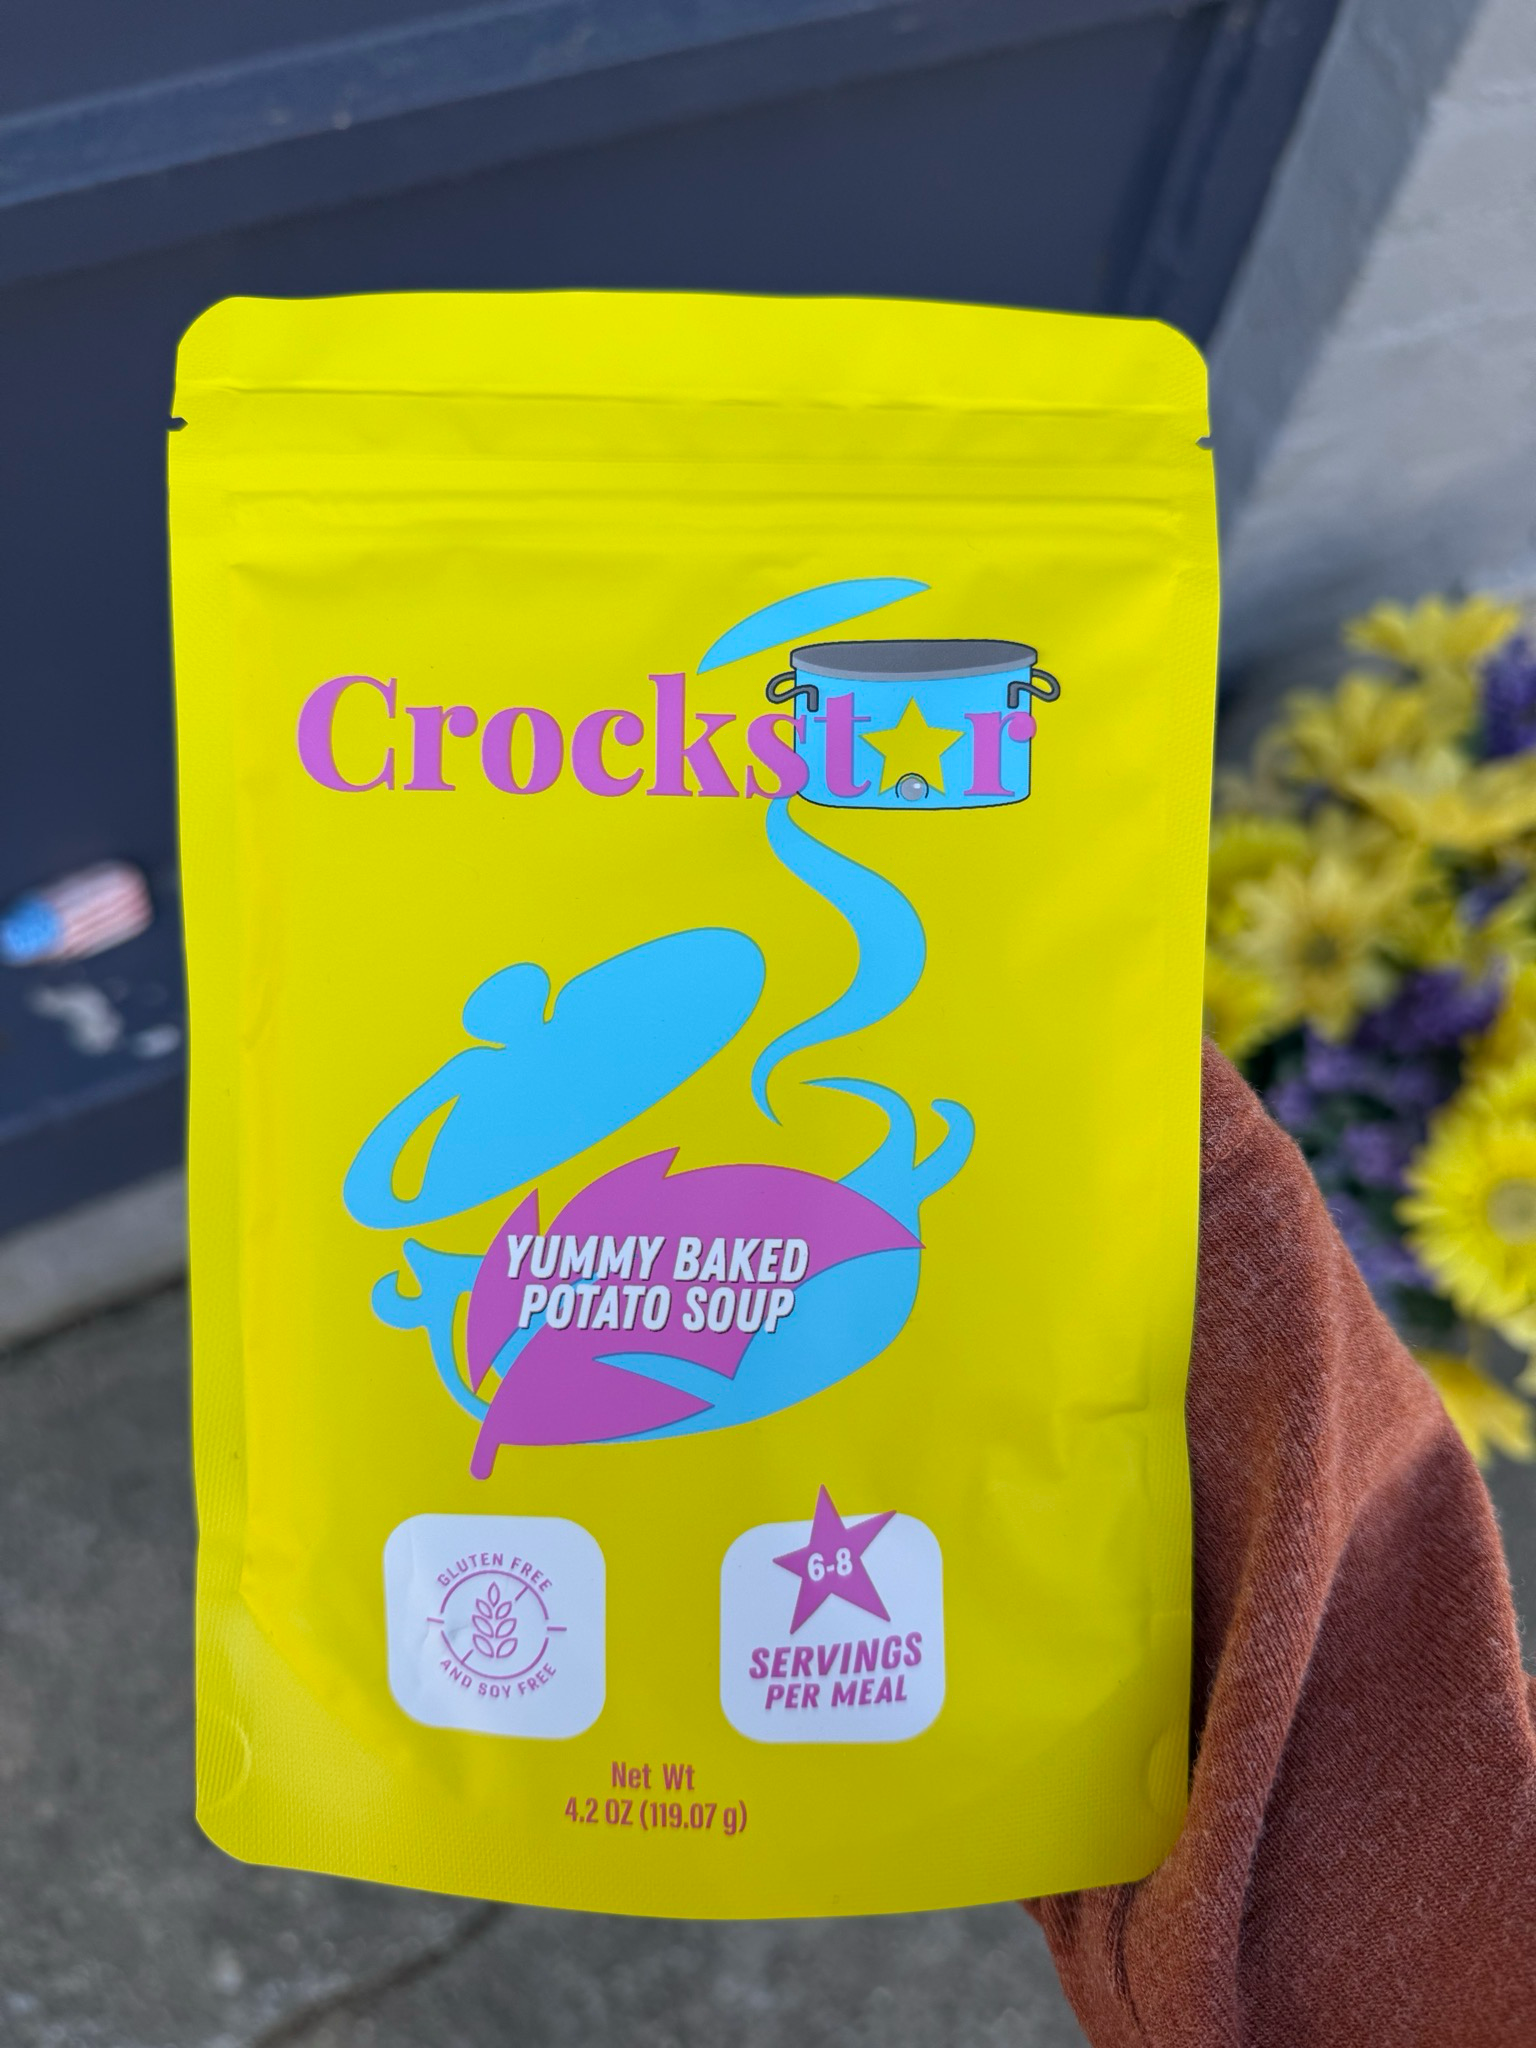 Crockstar
YUMMY BAKED
POTATO SOUP
GLUTEN FREE
AND SOY FREE
6-8
SERVINGS
PER MEAL
Net Wt
4.2 OZ (119.07 g)